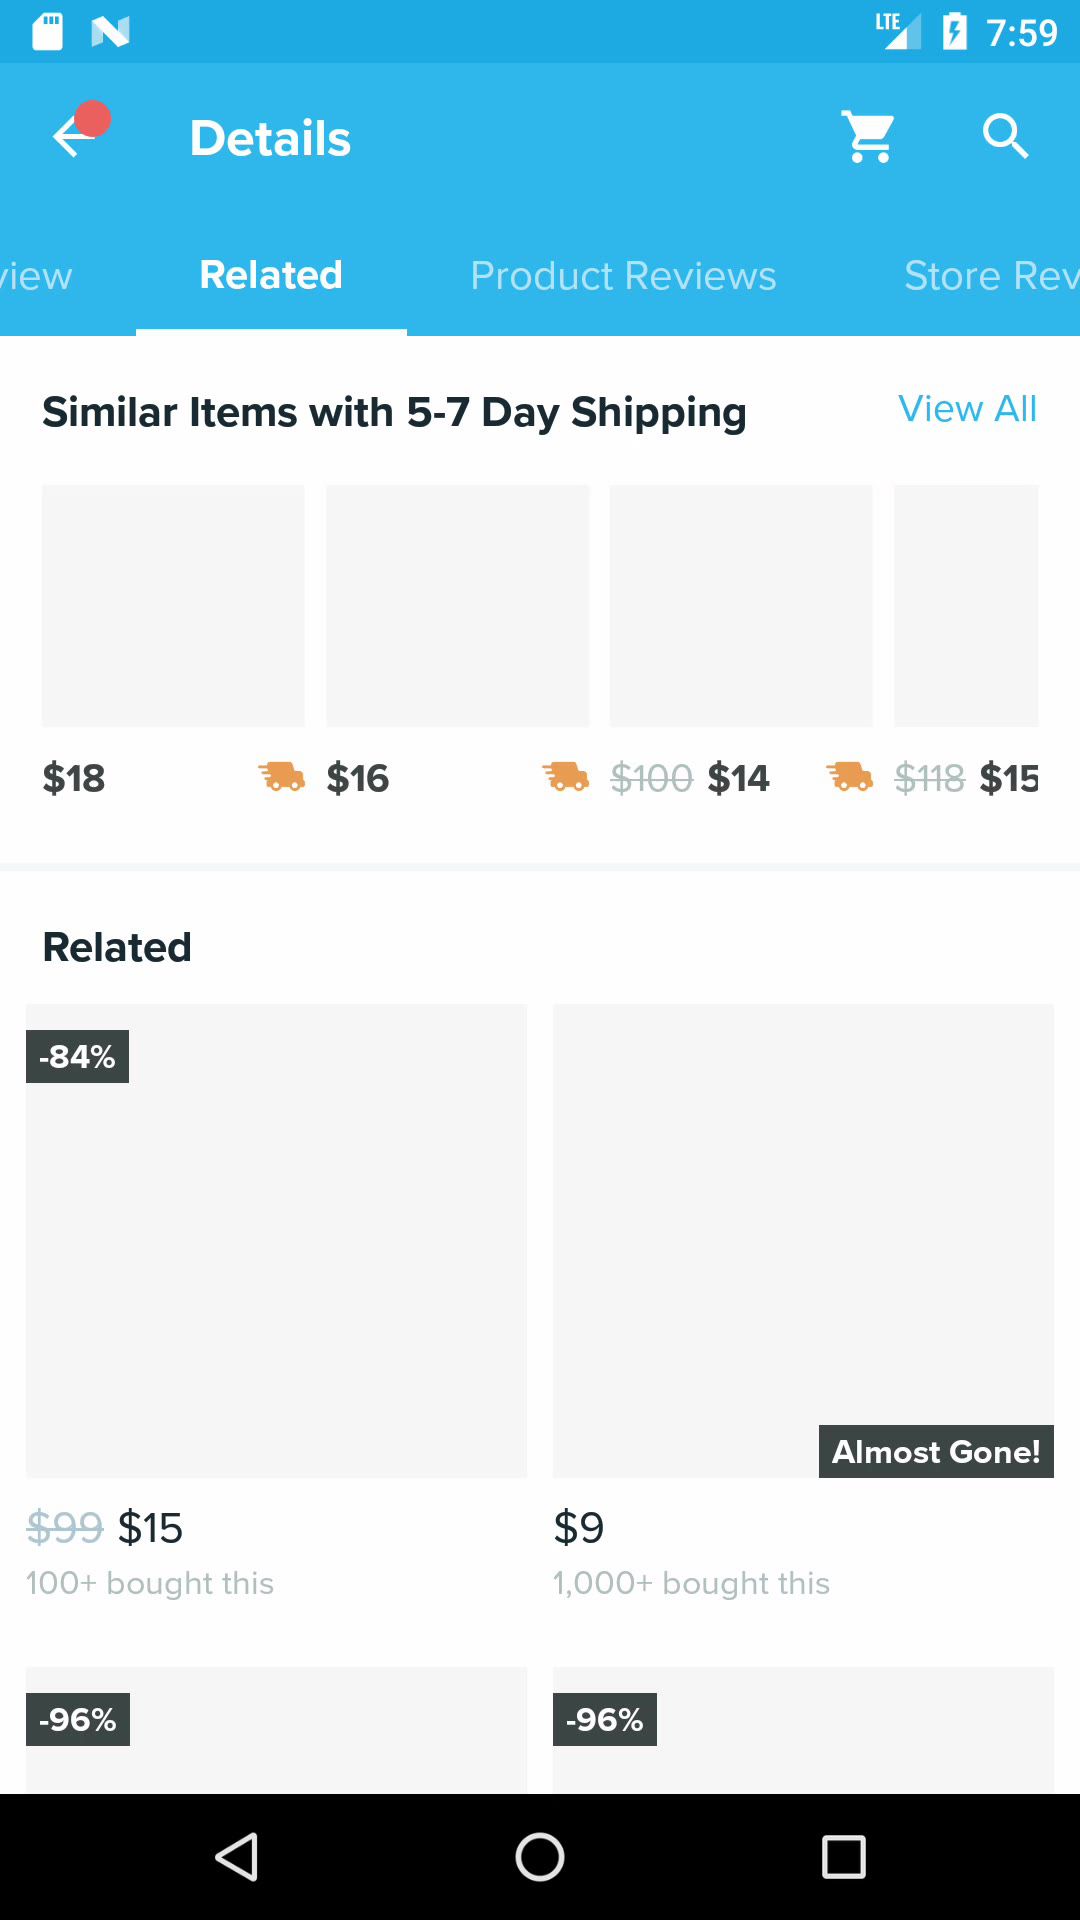 LTE 7:59
Details
view Related Product Reviews Store Rev
Similar Items with 5-7 Day Shipping View All
$18 $16 $100 $14 $118 $15
Related
-84%
Almost Gone!
$99 $15 $9
100+ bought this 1,000+ bought this
-96% -96%